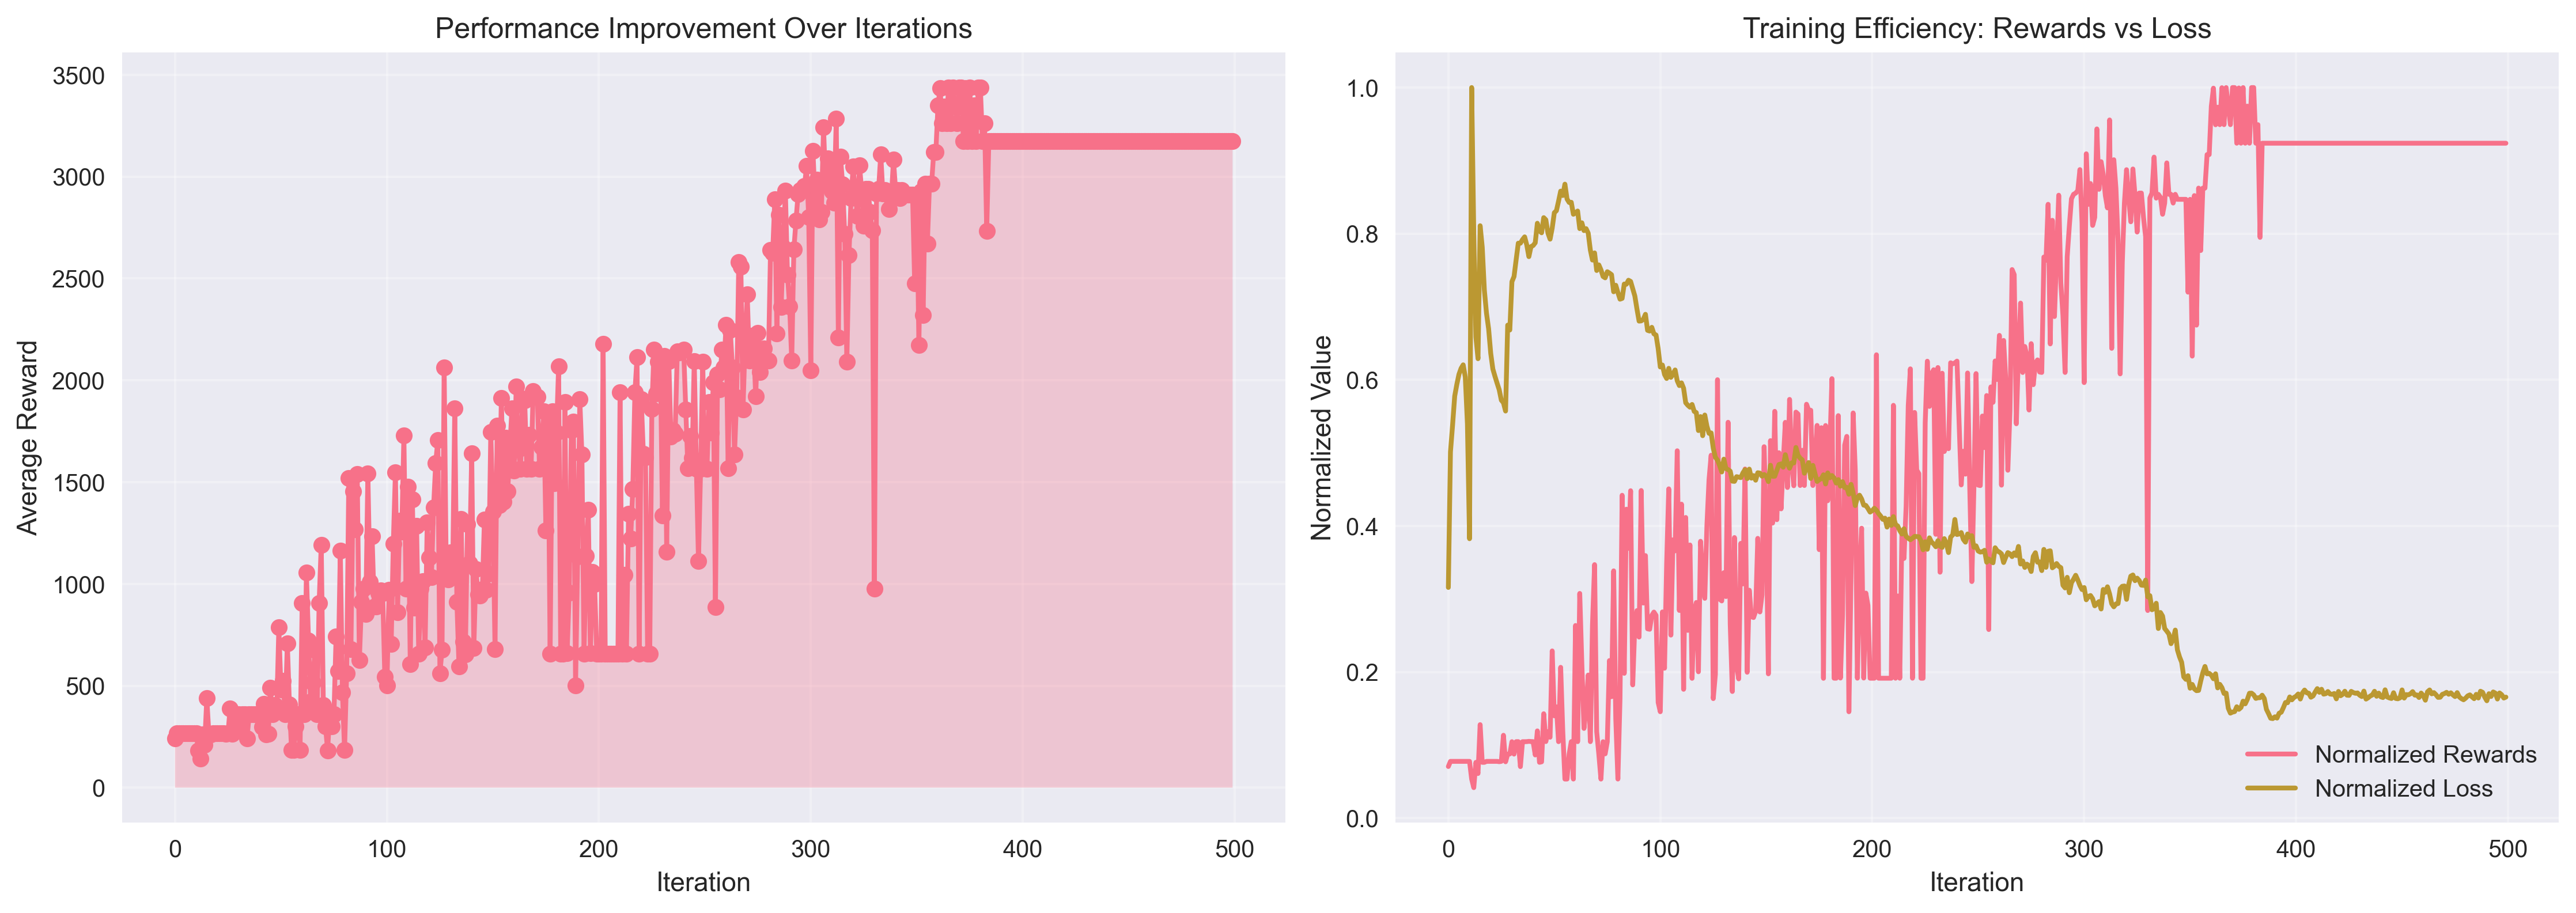 Performance Improvement Over Iterations
Average Reward
3500
3000
2500
2000
1500
1000
500
0
0 100 200 300 400 500
Iteration
Training Efficiency: Rewards vs Loss
Normalized Value
1.0
0.8
0.6
0.4
0.2
0.0
Normalized Rewards
Normalized Loss
0 100 200 300 400 500
Iteration